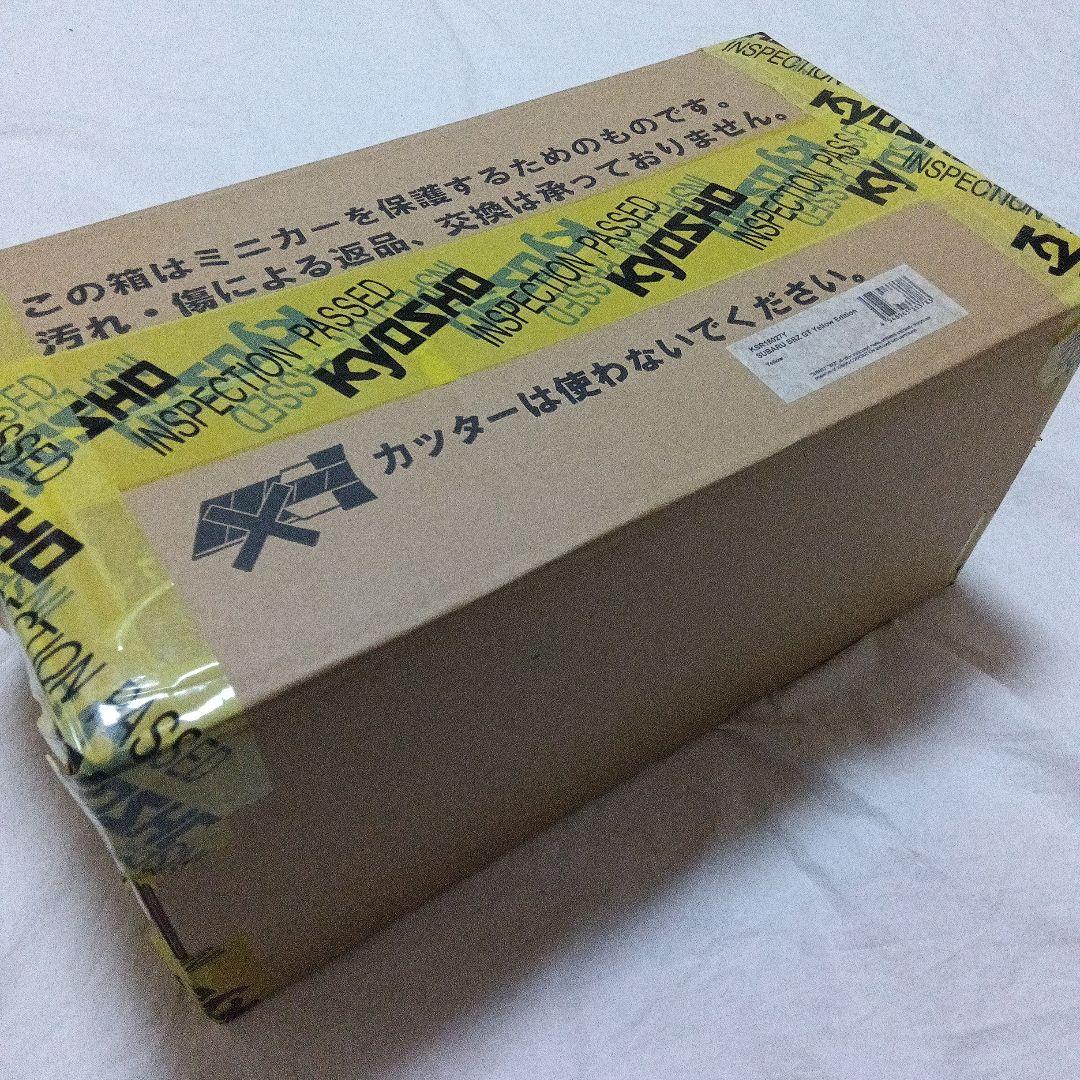 この箱はミニカーを保護するためのものです。
汚れ・傷による返品、交換は承っておりません。
INSPECTION PASSED KYOSHO INSPECTION PASSED KYOSHO INSPECTION PASSED KYOSHO INSPECTION
カッターは使わないでください。
KSR18027Y
SUBARU BRZ GT Yellow Edition
Yellow
INSPECTION
PASSED